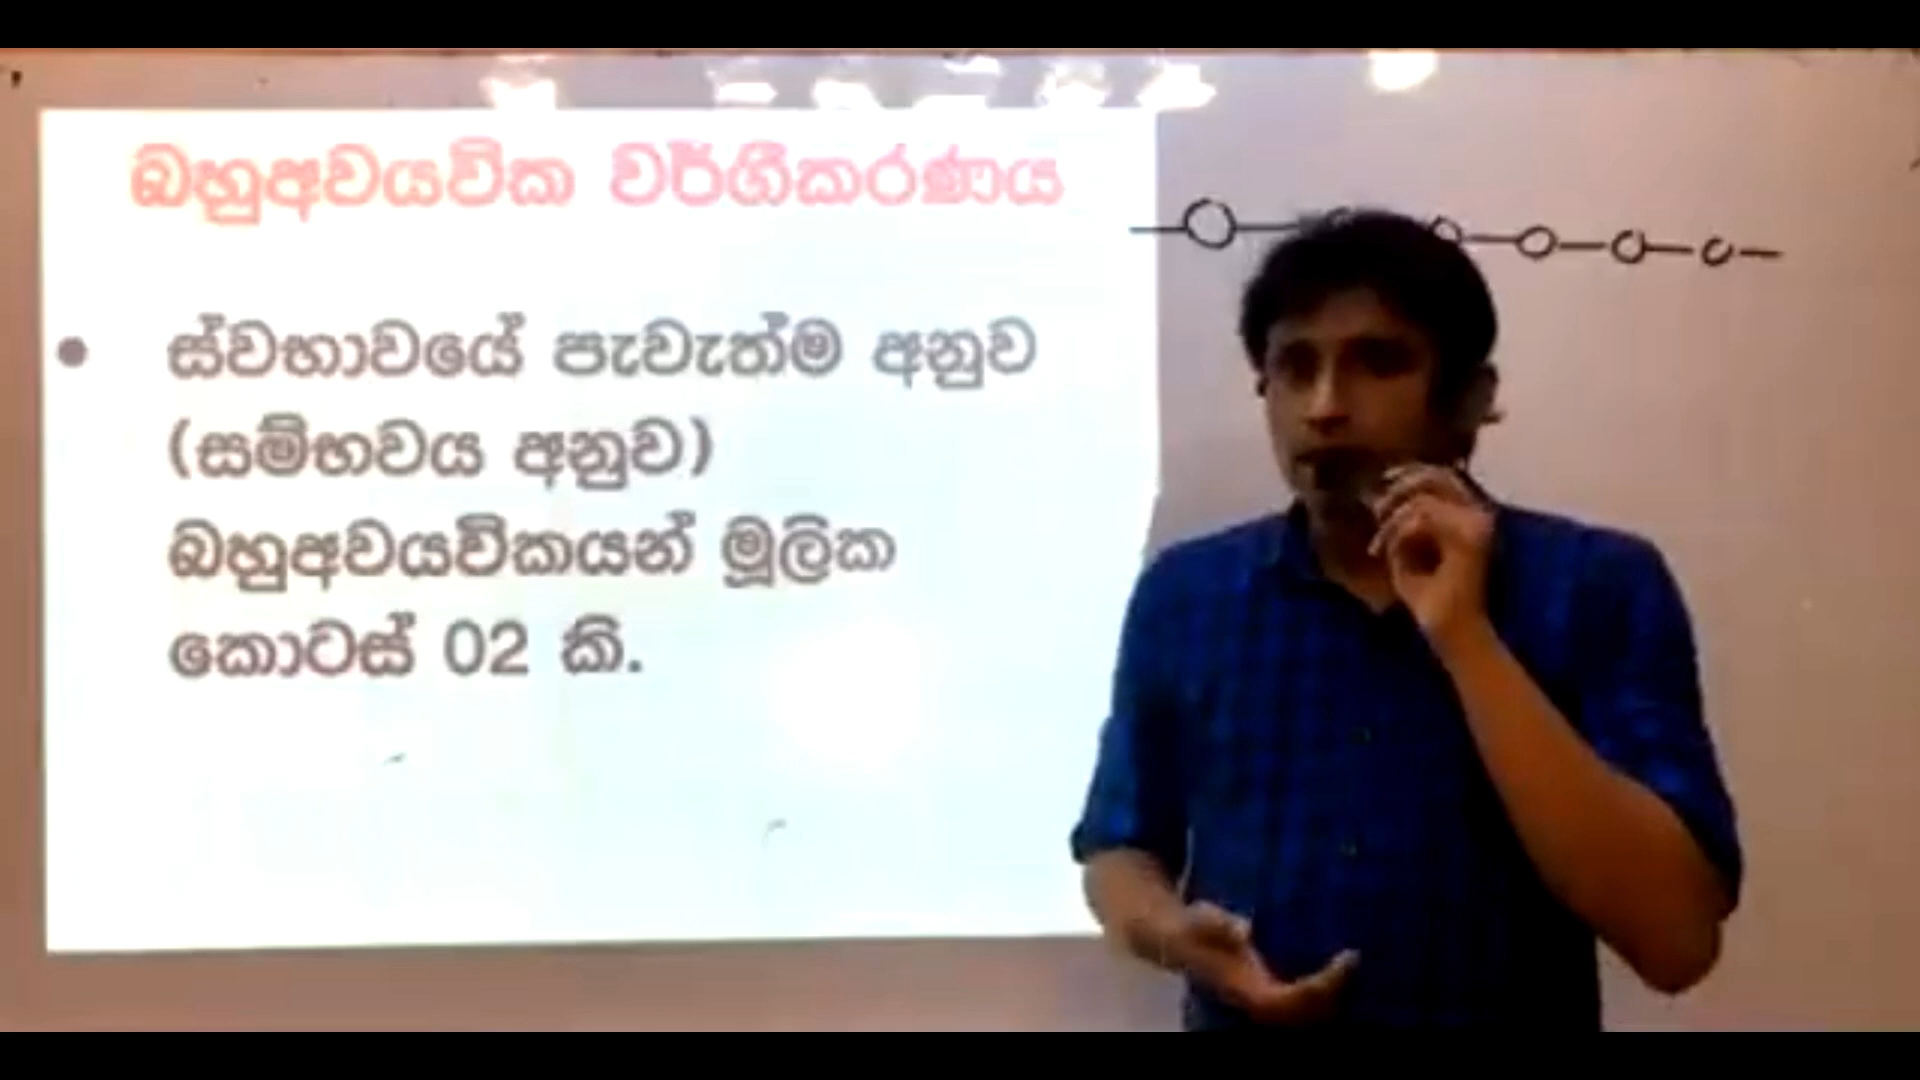 බහුඅවයවික වර්ගීකරණය
• ස්වභාවයේ පැවැත්ම අනුව
(සම්භවය අනුව)
බහුඅවයවිකයන් මූලික
කොටස් 02 කි.